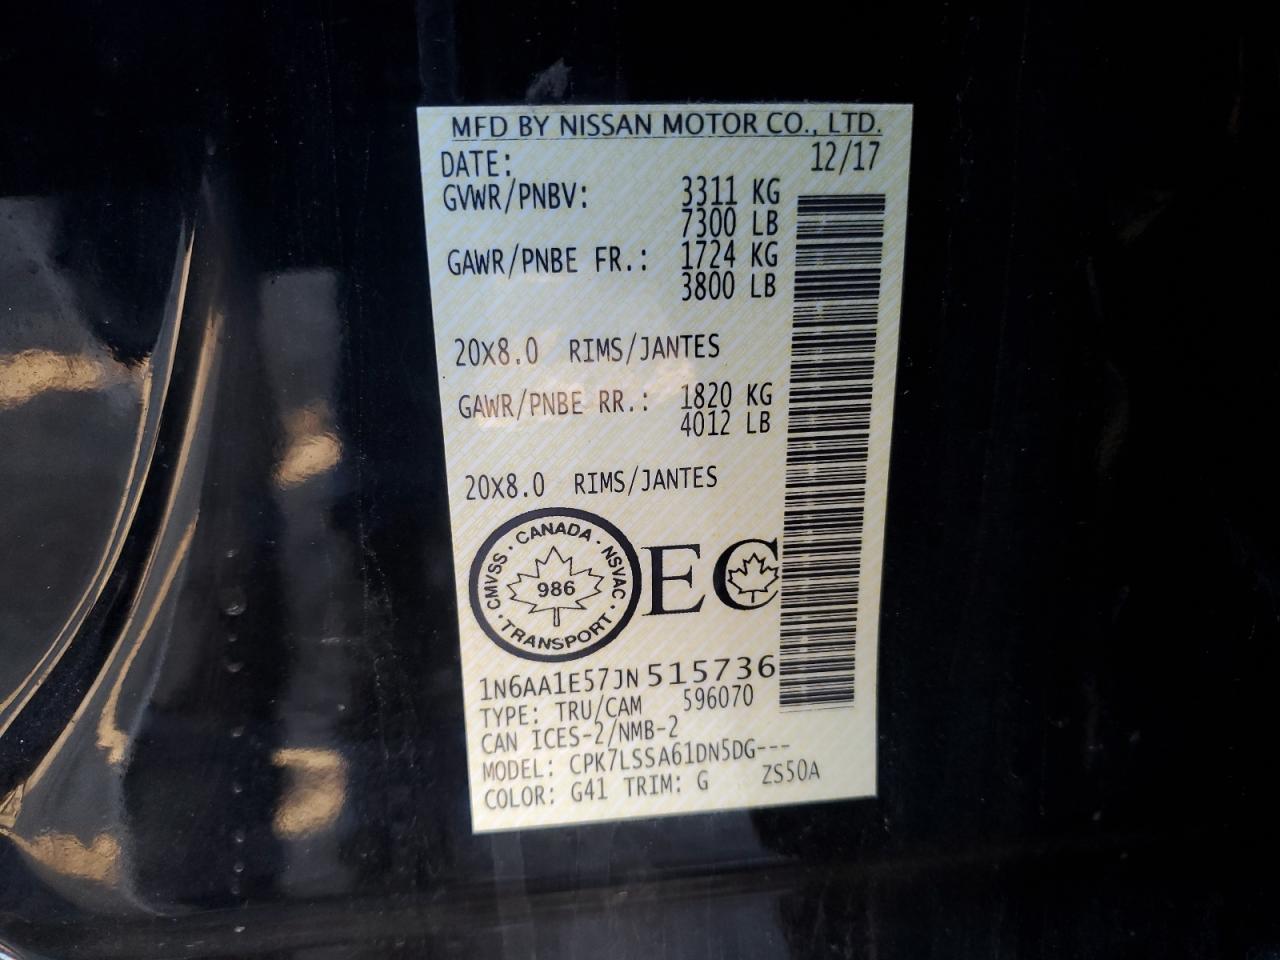 MFD BY NISSAN MOTOR CO., LTD.
DATE: 12/17
GVWR/PNBV: 3311 KG
7300 LB
GAWR/PNBE FR.: 1724 KG
3800 LB
20X8.0 RIMS/JANTES
GAWR/PNBE RR.: 1820 KG
4012 LB
20X8.0 RIMS/JANTES
CMVSS · CANADA · NSVAC · TRANSPORT ·
986
EC
1N6AA1E57JN515736
TYPE: TRU/CAM 596070
CAN ICES-2/NMB-2
MODEL: CPK7LSSA61DN5DG---
COLOR: G41 TRIM: G ZS50A